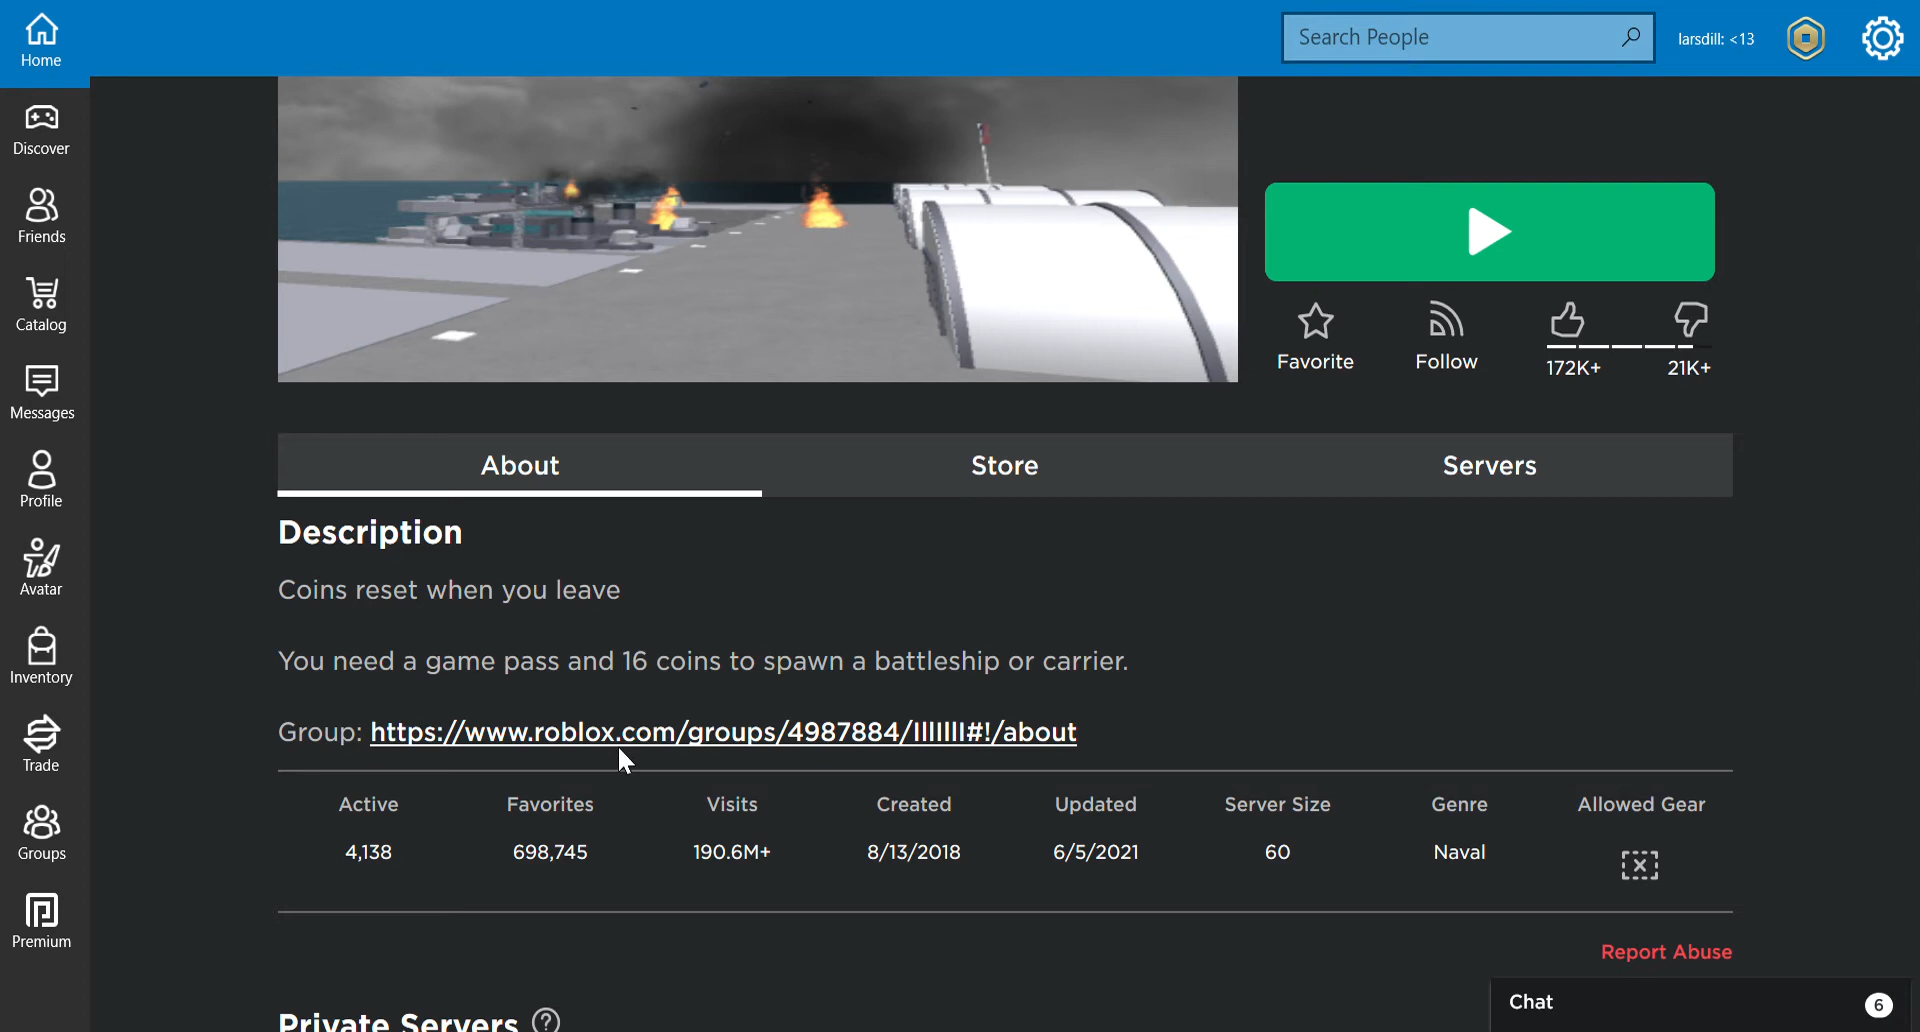 Home
Search People
larsdill: <13
Discover
Friends
Catalog
Messages
Profile
Avatar
Inventory
Trade
Groups
Premium
Favorite
Follow
172K+
21K+
About
Store
Servers
Description
Coins reset when you leave
You need a game pass and 16 coins to spawn a battleship or carrier.
Group: https://www.roblox.com/groups/4987884/IlIIlII#!/about
Active
Favorites
Visits
Created
Updated
Server Size
Genre
Allowed Gear
4,138
698,745
190.6M+
8/13/2018
6/5/2021
60
Naval
Report Abuse
Private Servers ?
Chat
6